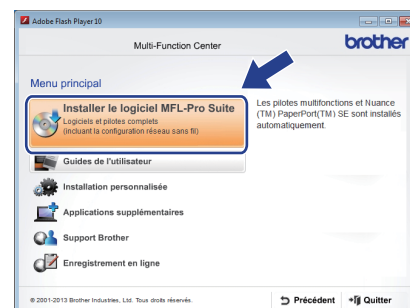 Adobe Flash Player 10
Multi-Function Center
brother
Menu principal
Installer le logiciel MFL-Pro Suite
Logiciels et pilotes complets
(incluant la configuration réseau sans fil)
Les pilotes multifonctions et Nuance
(TM) PaperPort(TM) SE sont installés
automatiquement.
Guides de l'utilisateur
Installation personnalisée
Applications supplémentaires
Support Brother
Enregistrement en ligne
© 2001-2013 Brother Industries, Ltd. Tous droits réservés.
Précédent
Quitter